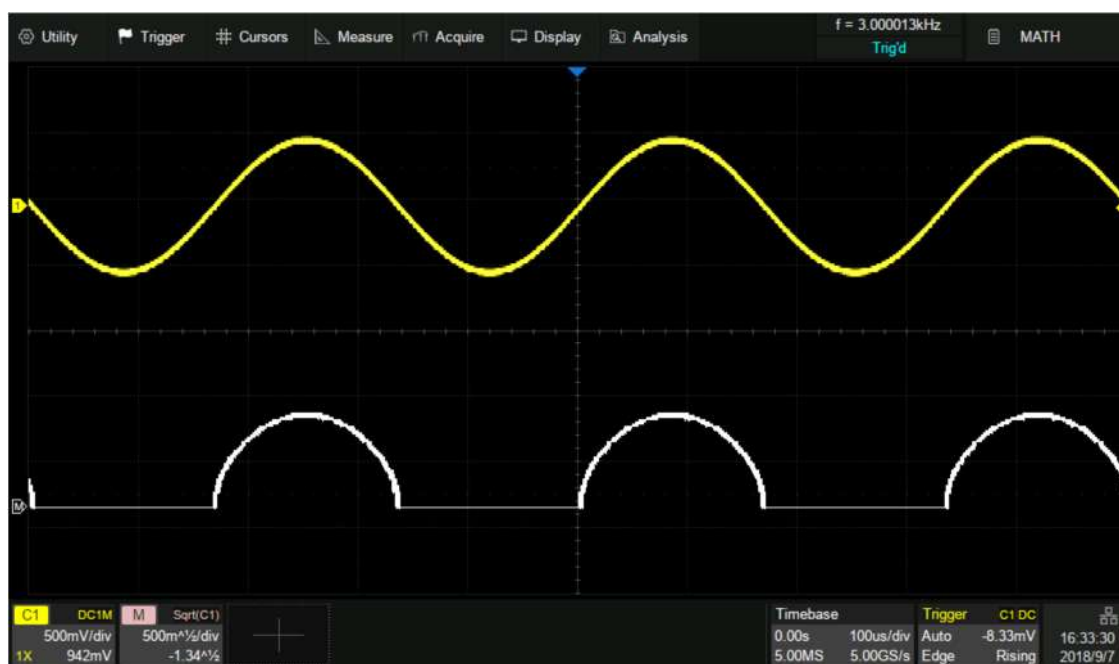 Utility Trigger Cursors Measure Acquire Display Analysis
f = 3.000013kHz
Trig'd
MATH
1
M
C1 DC1M
500mV/div
1X 942mV
M Sqrt(C1)
500m^½/div
-1.34^½
Timebase
0.00s 100us/div
5.00MS 5.00GS/s
Trigger C1 DC
Auto -8.33mV
Edge Rising
16:33:30
2018/9/7